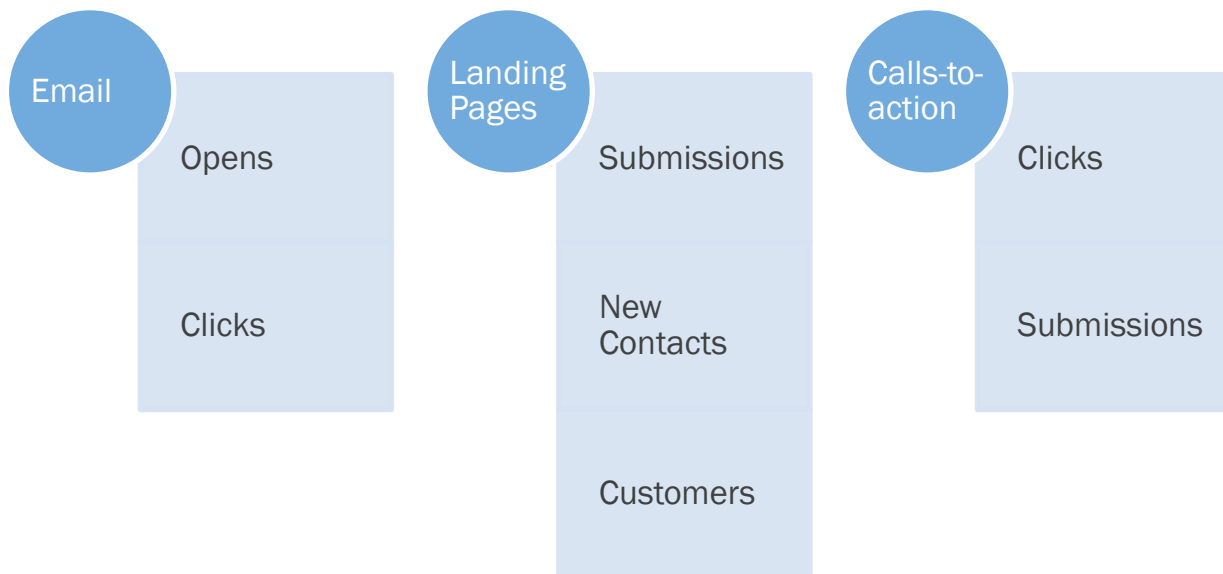 Email
Opens
Clicks
Landing
Pages
Submissions
New
Contacts
Customers
Calls-to-
action
Clicks
Submissions